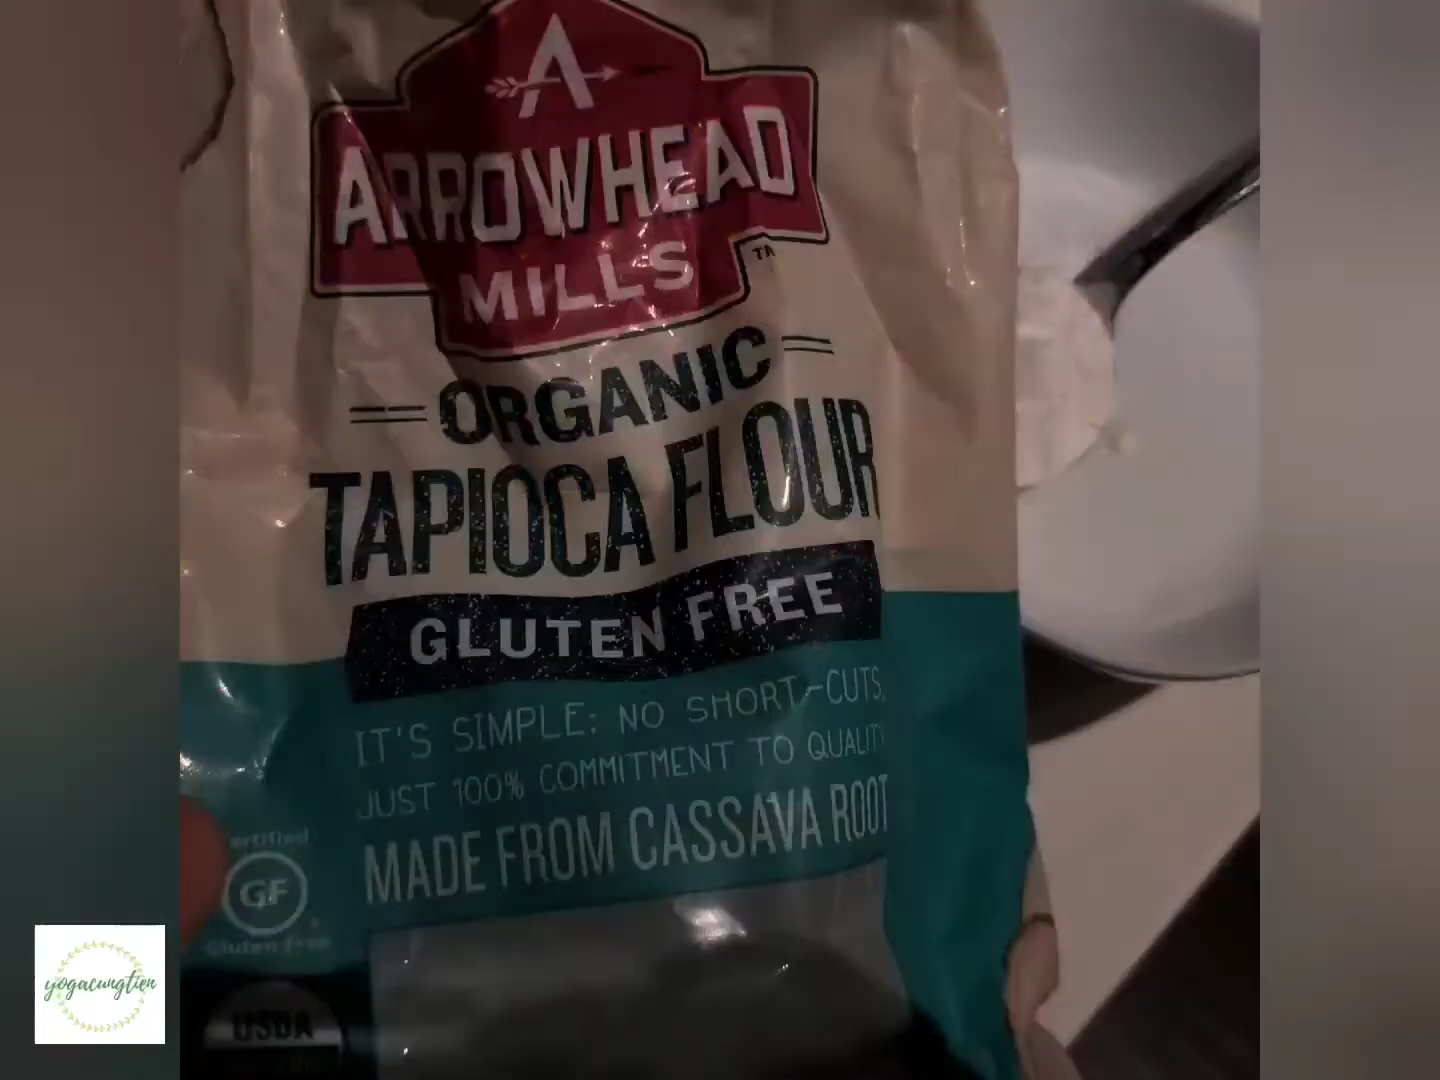 A
ARROWHEAD
MILLS
TM
ORGANIC
TAPIOCA FLOUR
GLUTEN FREE
IT'S SIMPLE: NO SHORT-CUTS,
JUST 100% COMMITMENT TO QUALITY
MADE FROM CASSAVA ROOT
Certified
GF
Gluten-Free
USDA
yogacungtien